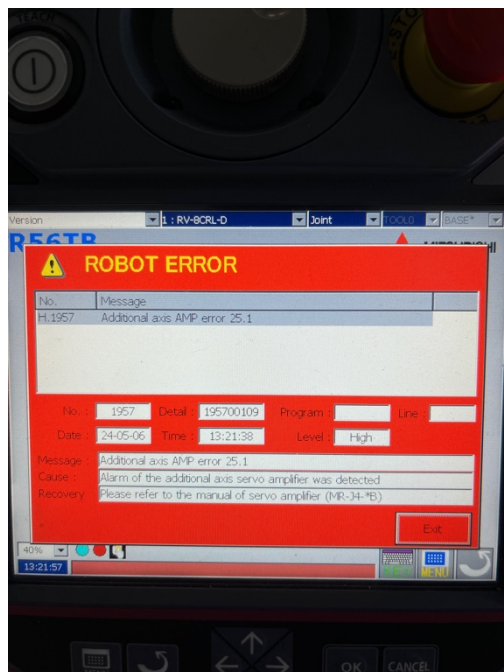 TEACH
E-STOP
Version 1 : RV-8CRL-D Joint TOOL0 BASE*
R56TB
ROBOT ERROR
No. Message
H.1957 Additional axis AMP error 25.1
No. : 1957 Detail : 195700109 Program : Line :
Date : 24-05-06 Time : 13:21:38 Level : High
Message : Additional axis AMP error 25.1
Cause : Alarm of the additional axis servo amplifier was detected
Recovery Please refer to the manual of servo amplifier (MR-J4-*B)
Exit
40%
MENU
13:21:57
OK CANCEL